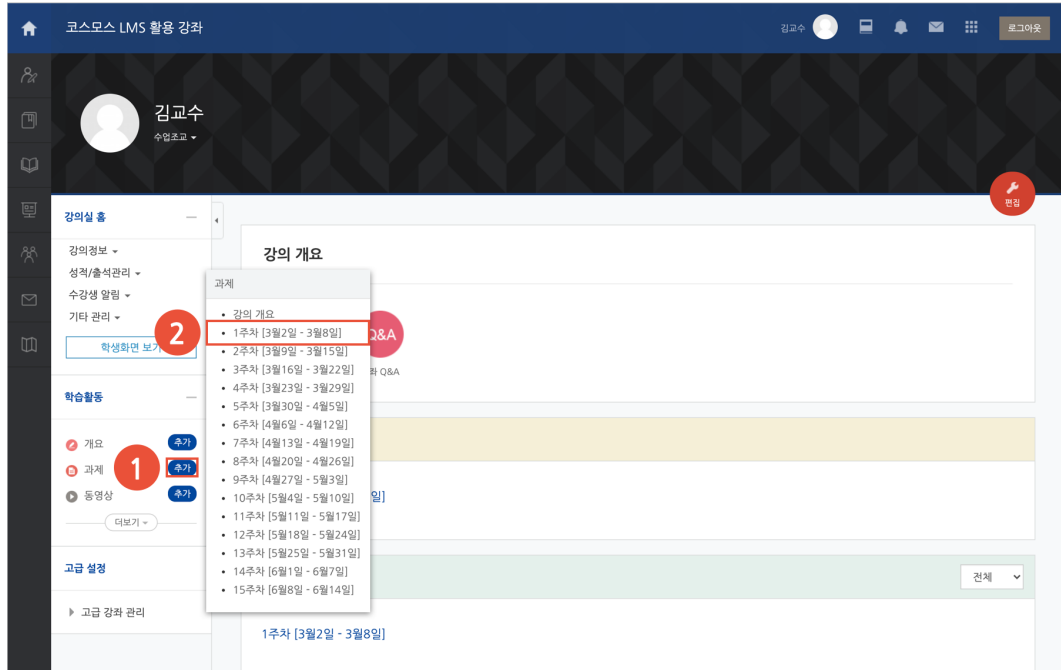 코스모스 LMS 활용 강좌
김교수
로그아웃
김교수
수업조교
편집
강의실 홈
강의정보
성적/출석관리
수강생 알림
기타 관리
학생화면 보기
학습활동
개요 추가
과제 추가
동영상 추가
더보기
고급 설정
고급 강좌 관리
1
2
과제
강의 개요
1주차 [3월2일 - 3월8일]
2주차 [3월9일 - 3월15일]
3주차 [3월16일 - 3월22일]
4주차 [3월23일 - 3월29일]
5주차 [3월30일 - 4월5일]
6주차 [4월6일 - 4월12일]
7주차 [4월13일 - 4월19일]
8주차 [4월20일 - 4월26일]
9주차 [4월27일 - 5월3일]
10주차 [5월4일 - 5월10일]
11주차 [5월11일 - 5월17일]
12주차 [5월18일 - 5월24일]
13주차 [5월25일 - 5월31일]
14주차 [6월1일 - 6월7일]
15주차 [6월8일 - 6월14일]
강의 개요
Q&A
Q&A
일]
전체
1주차 [3월2일 - 3월8일]